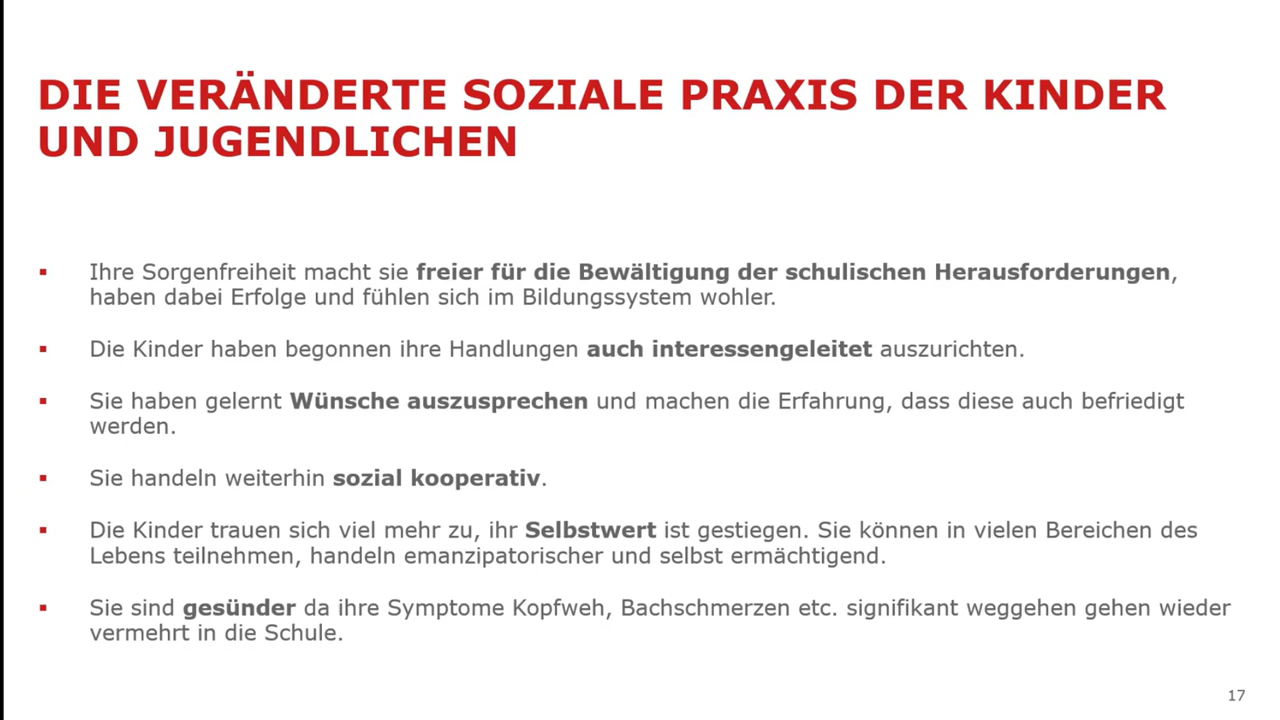 DIE VERÄNDERTE SOZIALE PRAXIS DER KINDER
UND JUGENDLICHEN
▪ Ihre Sorgenfreiheit macht sie freier für die Bewältigung der schulischen Herausforderungen,
haben dabei Erfolge und fühlen sich im Bildungssystem wohler.
▪ Die Kinder haben begonnen ihre Handlungen auch interessengeleitet auszurichten.
▪ Sie haben gelernt Wünsche auszusprechen und machen die Erfahrung, dass diese auch befriedigt
werden.
▪ Sie handeln weiterhin sozial kooperativ.
▪ Die Kinder trauen sich viel mehr zu, ihr Selbstwert ist gestiegen. Sie können in vielen Bereichen des
Lebens teilnehmen, handeln emanzipatorischer und selbst ermächtigend.
▪ Sie sind gesünder da ihre Symptome Kopfweh, Bachschmerzen etc. signifikant weggehen gehen wieder
vermehrt in die Schule.
17